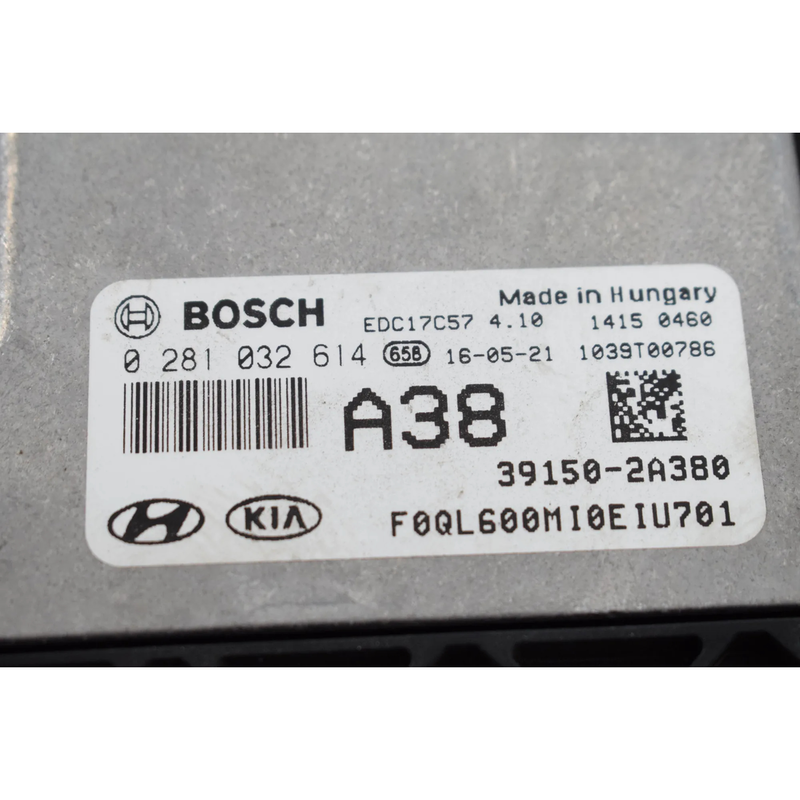 BOSCH
Made in Hungary
EDC17C57 4.10 1415 0460
0 281 032 614 65B 16-05-21 1039T00786
A38
39150-2A380
KIA F0QL600MI0EIU701